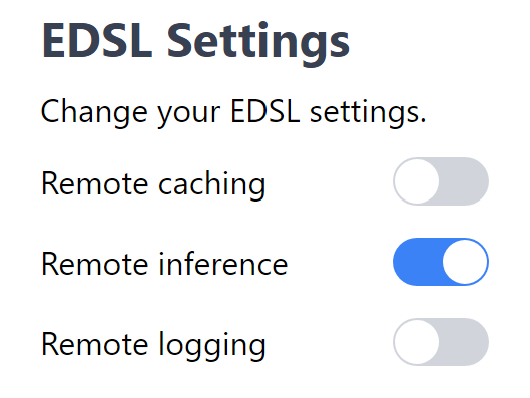 EDSL Settings
Change your EDSL settings.
Remote caching
Remote inference
Remote logging